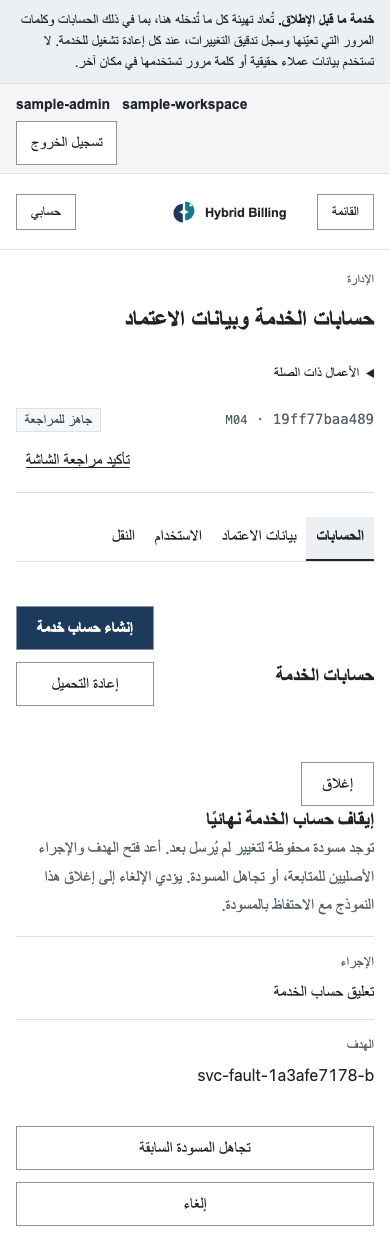 خدمة ما قبل الإطلاق. تُعاد تهيئة كل ما تُدخله هنا، بما في ذلك الحسابات وكلمات
المرور التي تعيّنها وسجل تدقيق التغييرات، عند كل إعادة تشغيل للخدمة. لا
تستخدم بيانات عملاء حقيقية أو كلمة مرور تستخدمها في مكان آخر.
sample-admin sample-workspace
تسجيل الخروج
القائمة
Hybrid Billing
حسابي
الإدارة
حسابات الخدمة وبيانات الاعتماد
◀ الأعمال ذات الصلة
M04 · 19ff77baa489
جاهز للمراجعة
تأكيد مراجعة الشاشة
الحسابات بيانات الاعتماد الاستخدام النقل
إنشاء حساب خدمة
حسابات الخدمة
إعادة التحميل
إغلاق
إيقاف حساب الخدمة نهائيًا
توجد مسودة محفوظة لتغيير لم يُرسل بعد. أعد فتح الهدف والإجراء
الأصليين للمتابعة، أو تجاهل المسودة. يؤدي الإلغاء إلى إغلاق هذا
النموذج مع الاحتفاظ بالمسودة.
الإجراء
تعليق حساب الخدمة
الهدف
svc-fault-1a3afe7178-b
تجاهل المسودة السابقة
إلغاء